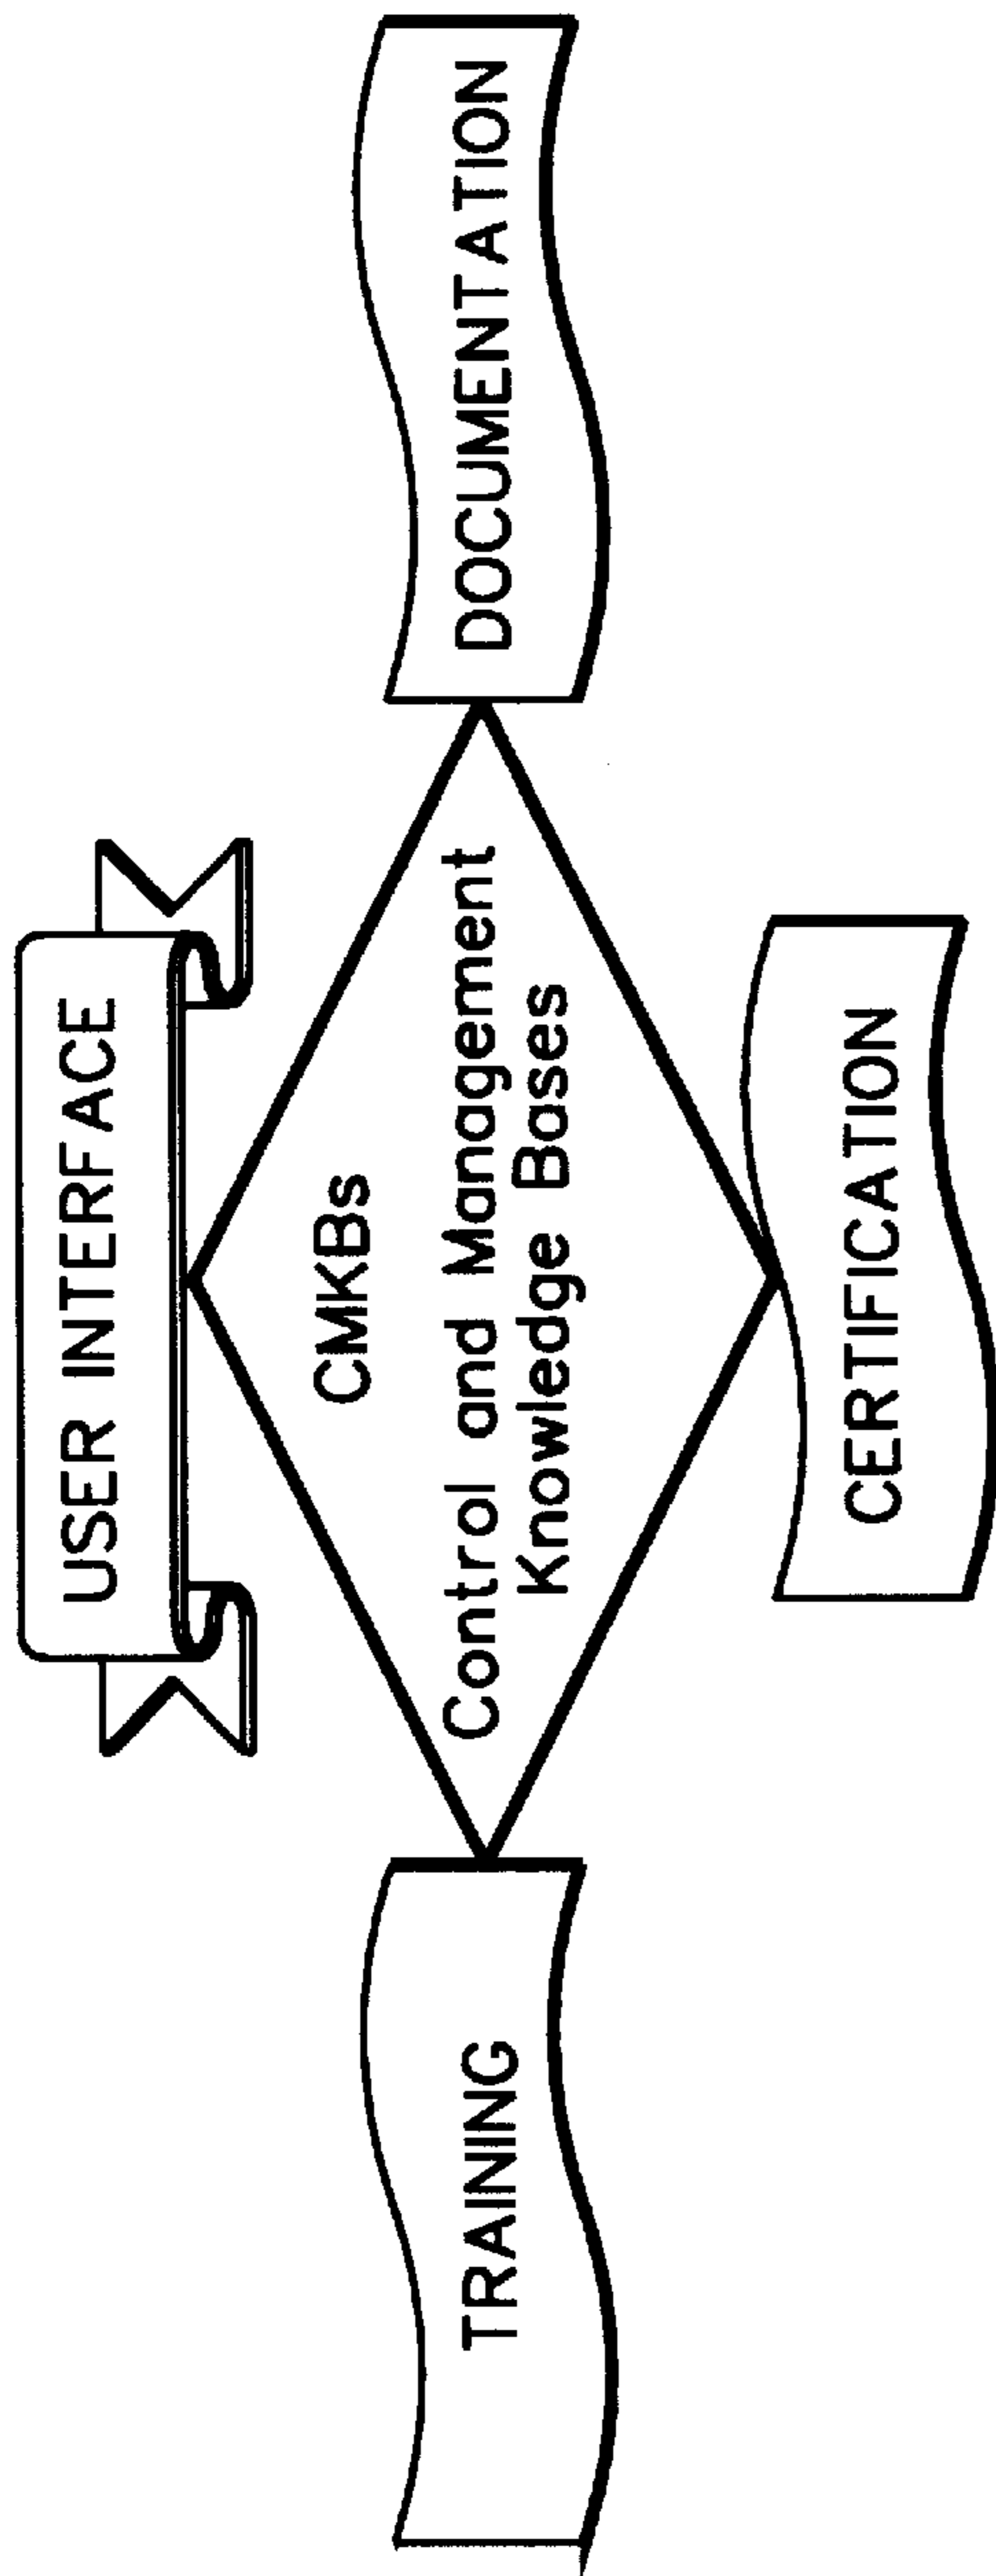 USER INTERFACE
CMKBs
Control and Management
Knowledge Bases
TRAINING
DOCUMENTATION
CERTIFICATION